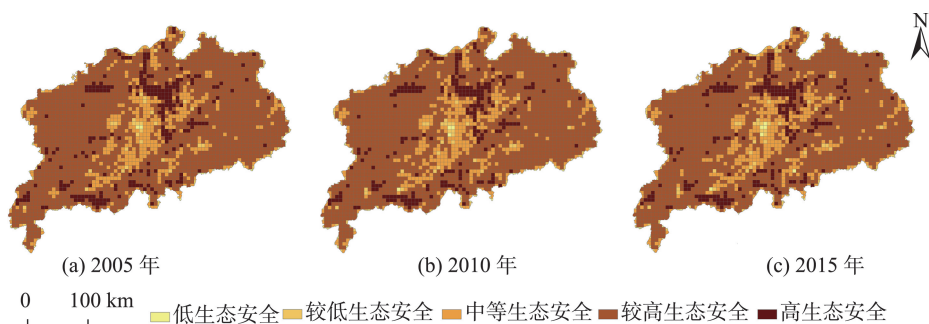 N
(a) 2005 年
(b) 2010 年
(c) 2015 年
0 100 km
低生态安全 较低生态安全 中等生态安全 较高生态安全 高生态安全